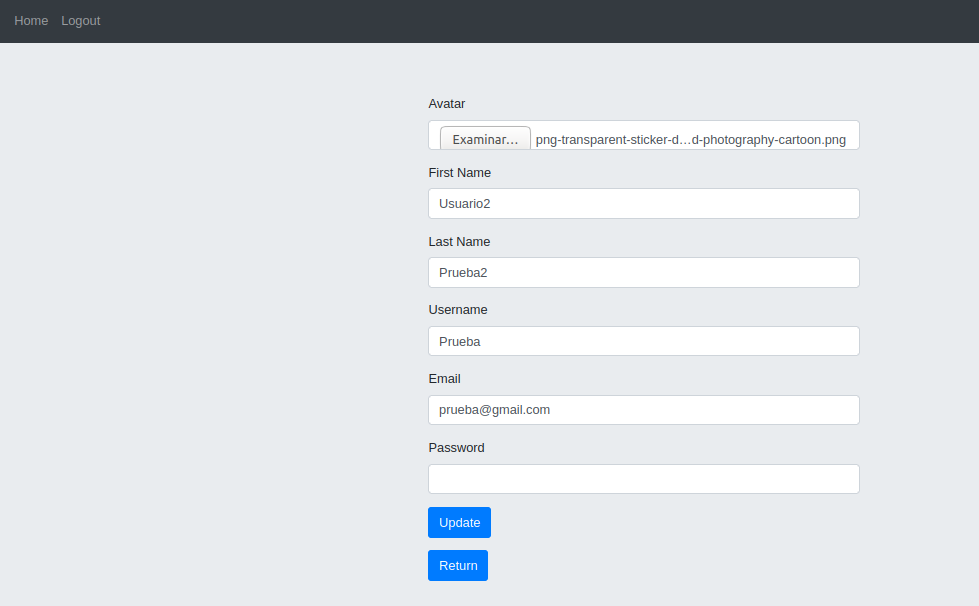 Home Logout
Avatar
Examinar... png-transparent-sticker-d...d-photography-cartoon.png
First Name
Usuario2
Last Name
Prueba2
Username
Prueba
Email
prueba@gmail.com
Password
Update
Return